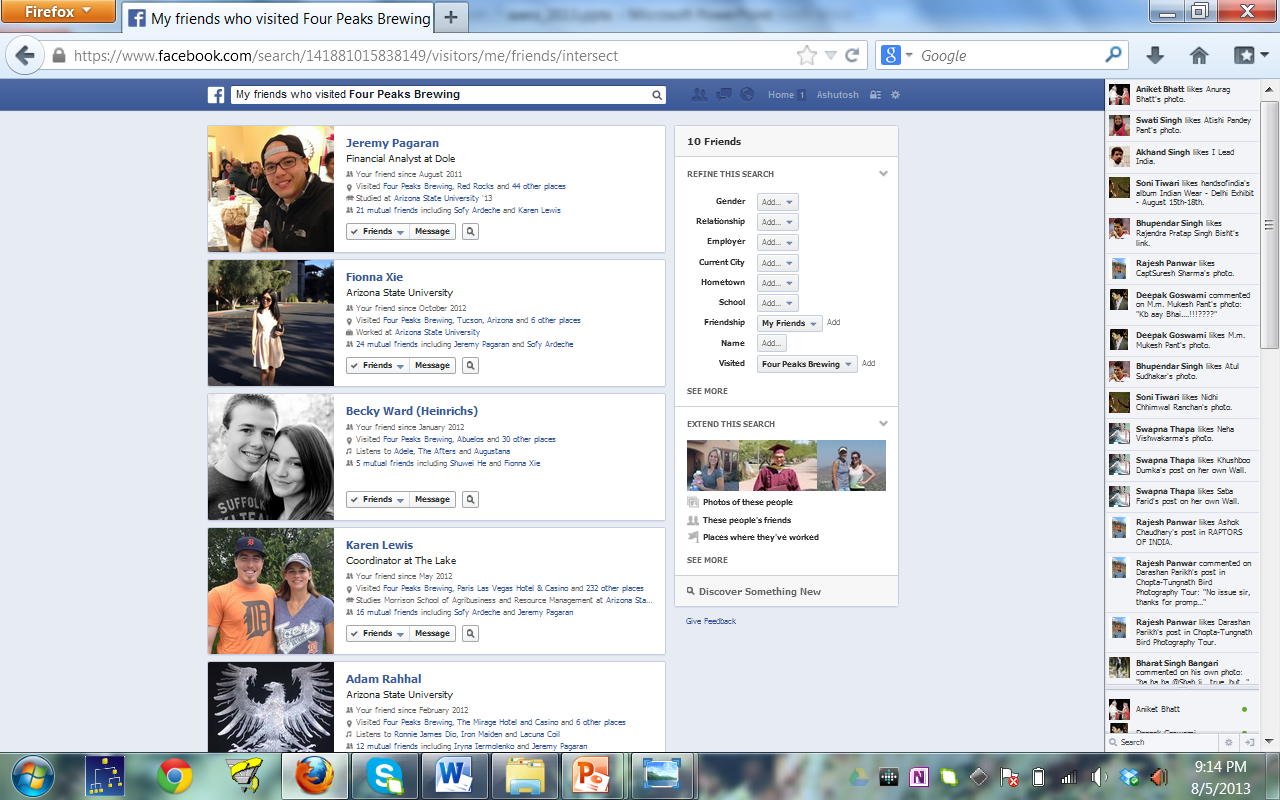 Firefox
My friends who visited Four Peaks Brewing
https://www.facebook.com/search/141881015838149/visitors/me/friends/intersect
Google
My friends who visited Four Peaks Brewing
Home 1 Ashutosh
Jeremy Pagaran
Financial Analyst at Dole
Your friend since August 2011
Visited Four Peaks Brewing, Red Rocks and 44 other places
Studied at Arizona State University '13
21 mutual friends including Sofy Ardeche and Karen Lewis
Friends Message
Fionna Xie
Arizona State University
Your friend since October 2012
Visited Four Peaks Brewing, Tucson, Arizona and 6 other places
Worked at Arizona State University
24 mutual friends including Jeremy Pagaran and Sofy Ardeche
Friends Message
Becky Ward (Heinrichs)
Your friend since January 2012
Visited Four Peaks Brewing, Abuelos and 30 other places
Listens to Adele, The Afters and Augustana
5 mutual friends including Shuwei He and Fionna Xie
Friends Message
SUFFOLK
Karen Lewis
Coordinator at The Lake
Your friend since May 2012
Visited Four Peaks Brewing, Paris Las Vegas Hotel & Casino and 232 other places
Studies Morrison School of Agribusiness and Resource Management at Arizona Sta...
16 mutual friends including Sofy Ardeche and Jeremy Pagaran
Friends Message
Tigers
Adam Rahhal
Arizona State University
Your friend since February 2012
Visited Four Peaks Brewing, The Mirage Hotel and Casino and 6 other places
Listens to Ronnie James Dio, Iron Maiden and Lacuna Coil
12 mutual friends including Iryna Iermolenko and Jeremy Pagaran
10 Friends
REFINE THIS SEARCH
Gender Add...
Relationship Add...
Employer Add...
Current City Add...
Hometown Add...
School Add...
Friendship My Friends Add
Name Add...
Visited Four Peaks Brewing Add
SEE MORE
EXTEND THIS SEARCH
Photos of these people
These people's friends
Places where they've worked
SEE MORE
Discover Something New
Give Feedback
Aniket Bhatt likes Anurag
Bhatt's photo.
Swati Singh likes Atishi Pandey
Pant's photo.
Akhand Singh likes I Lead
India.
Soni Tiwari likes handsofindia's
album Indian Wear - Delhi Exhibit
- August 15th-18th.
Bhupendar Singh likes
Rajendra Pratap Singh Bisht's
link.
Rajesh Panwar likes
CaptSuresh Sharma's photo.
Deepak Goswami commented
on M.m. Mukesh Pant's photo:
"Kb aay Bhai....!!!????"
Deepak Goswami likes M.m.
Mukesh Pant's photo.
Bhupendar Singh likes Atul
Sudhakar's photo.
Soni Tiwari likes Nidhi
Chhimwal Ranchan's photo.
Swapna Thapa likes Neha
Vishwakarma's photo.
Swapna Thapa likes Khushboo
Dumka's post on her own Wall.
Swapna Thapa likes Saba
Farid's post on her own Wall.
Rajesh Panwar likes Ashok
Chaudhary's post in RAPTORS
OF INDIA.
Rajesh Panwar commented on
Darashan Parikh's post in
Chopta-Tungnath Bird
Photography Tour: "No issue sir,
thanks for promp..."
Rajesh Panwar likes Darashan
Parikh's post in Chopta-Tungnath
Bird Photography Tour.
Bharat Singh Bangari
commented on his own photo:
Aniket Bhatt
Search
9:14 PM
8/5/2013